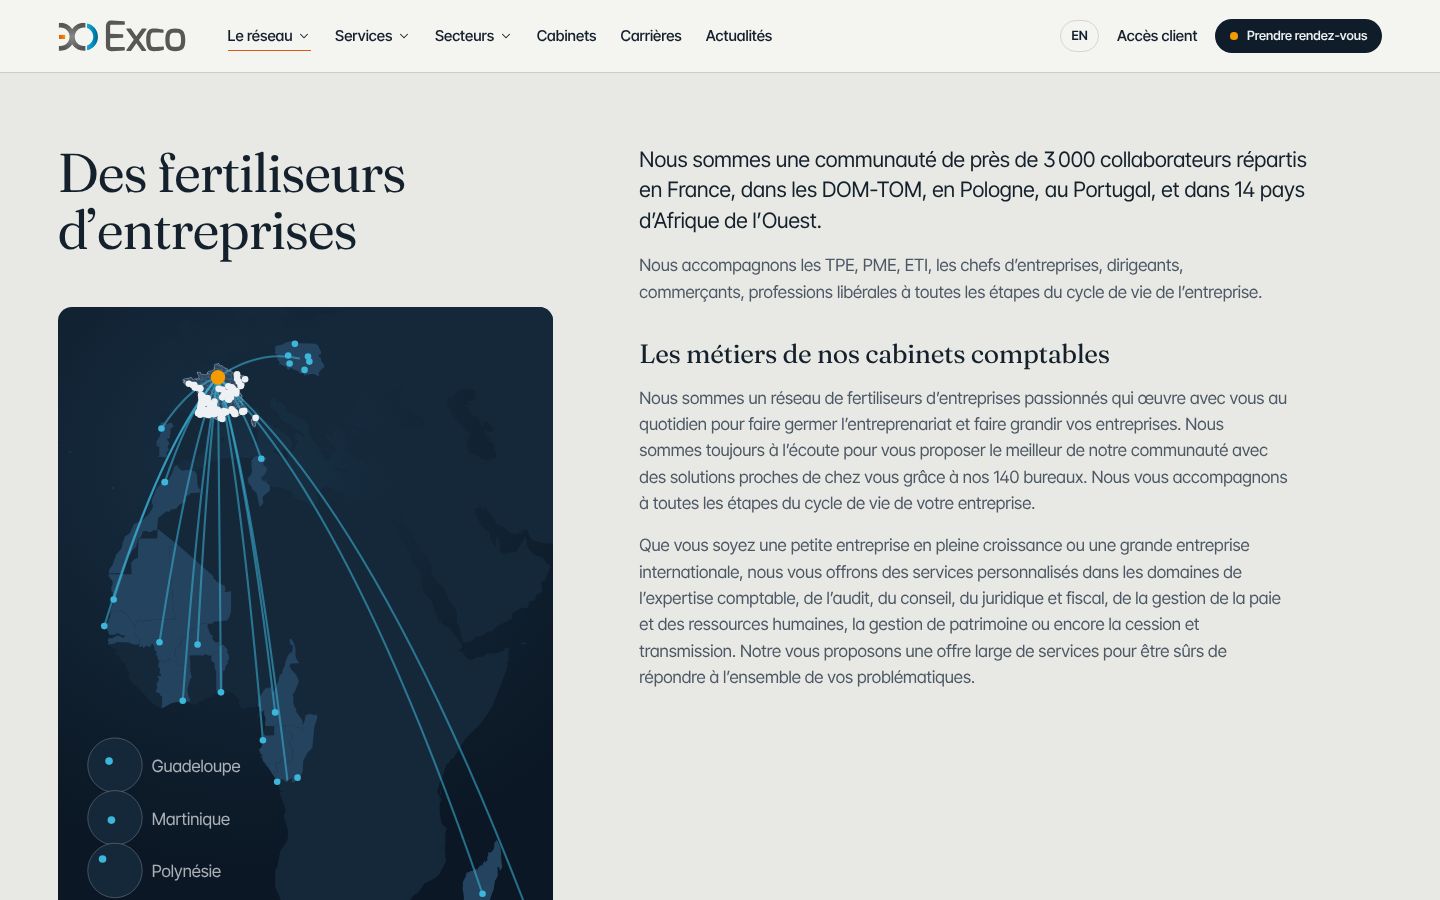 Exco
Le réseau
Services
Secteurs
Cabinets
Carrières
Actualités
EN
Accès client
Prendre rendez-vous
Des fertiliseurs
d’entreprises
Guadeloupe
Martinique
Polynésie
Nous sommes une communauté de près de 3 000 collaborateurs répartis
en France, dans les DOM-TOM, en Pologne, au Portugal, et dans 14 pays
d’Afrique de l’Ouest.
Nous accompagnons les TPE, PME, ETI, les chefs d’entreprises, dirigeants,
commerçants, professions libérales à toutes les étapes du cycle de vie de l’entreprise.
Les métiers de nos cabinets comptables
Nous sommes un réseau de fertiliseurs d’entreprises passionnés qui œuvre avec vous au
quotidien pour faire germer l’entreprenariat et faire grandir vos entreprises. Nous
sommes toujours à l’écoute pour vous proposer le meilleur de notre communauté avec
des solutions proches de chez vous grâce à nos 140 bureaux. Nous vous accompagnons
à toutes les étapes du cycle de vie de votre entreprise.
Que vous soyez une petite entreprise en pleine croissance ou une grande entreprise
internationale, nous vous offrons des services personnalisés dans les domaines de
l’expertise comptable, de l’audit, du conseil, du juridique et fiscal, de la gestion de la paie
et des ressources humaines, la gestion de patrimoine ou encore la cession et
transmission. Notre vous proposons une offre large de services pour être sûrs de
répondre à l’ensemble de vos problématiques.